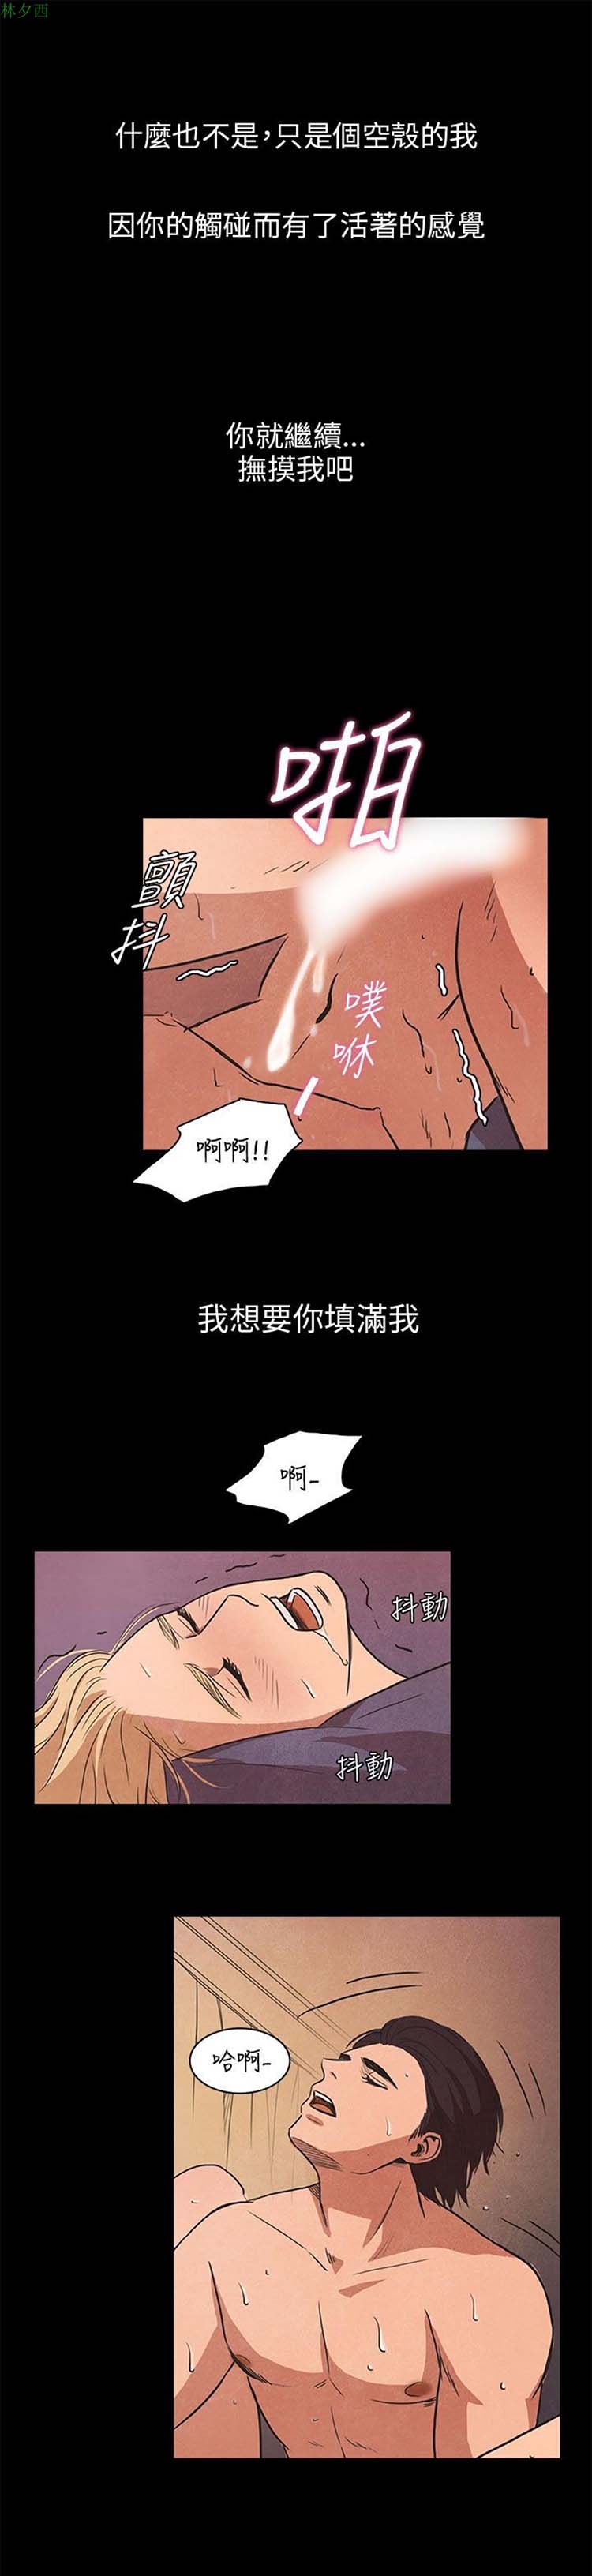 林夕西
什麼也不是，只是個空殼的我
因你的觸碰而有了活著的感覺
你就繼續...
撫摸我吧
啪
顫
抖
噗
咻
啊啊!!
我想要你填滿我
啊-
抖動
抖動
哈啊-